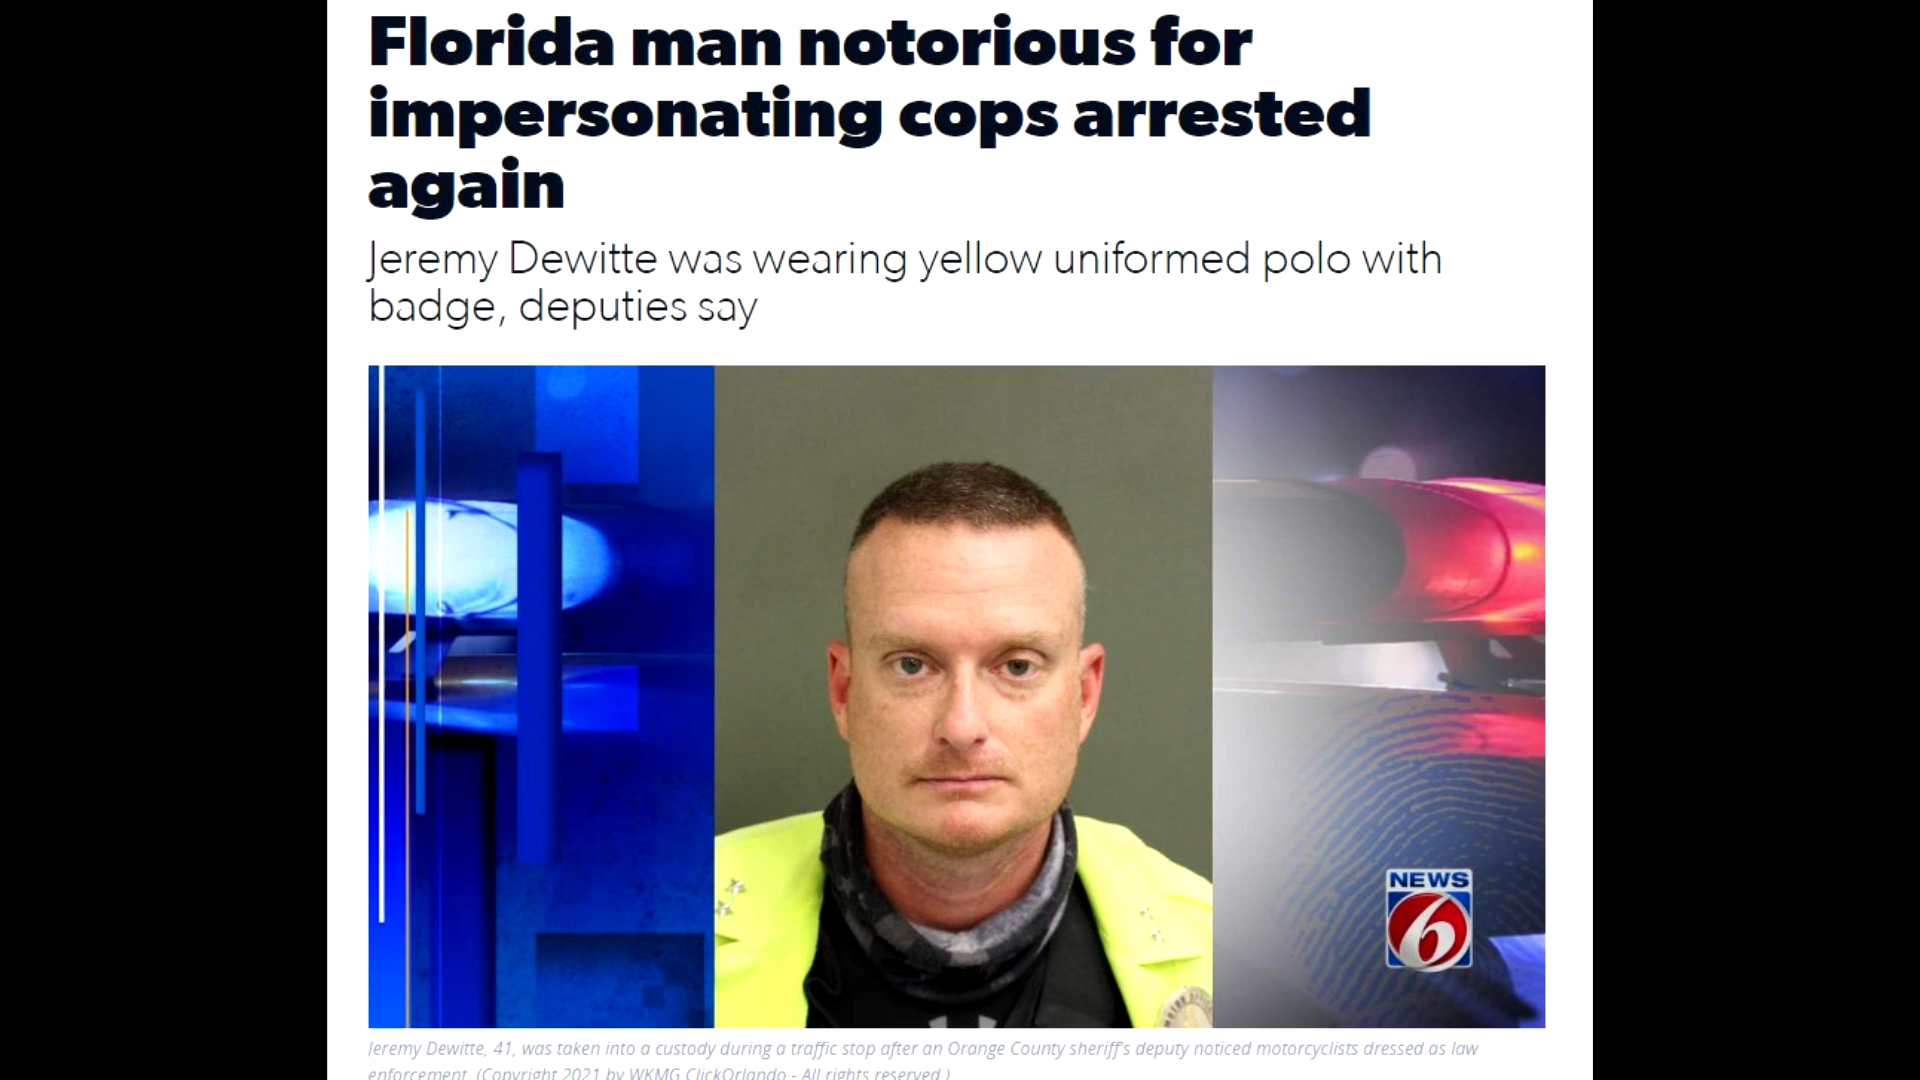 Florida man notorious for
impersonating cops arrested
again
Jeremy Dewitte was wearing yellow uniformed polo with
badge, deputies say
NEWS
6
Jeremy Dewitte, 41, was taken into a custody during a traffic stop after an Orange County sheriff's deputy noticed motorcyclists dressed as law
enforcement. (Copyright 2021 by WKMG ClickOrlando - All rights reserved.)